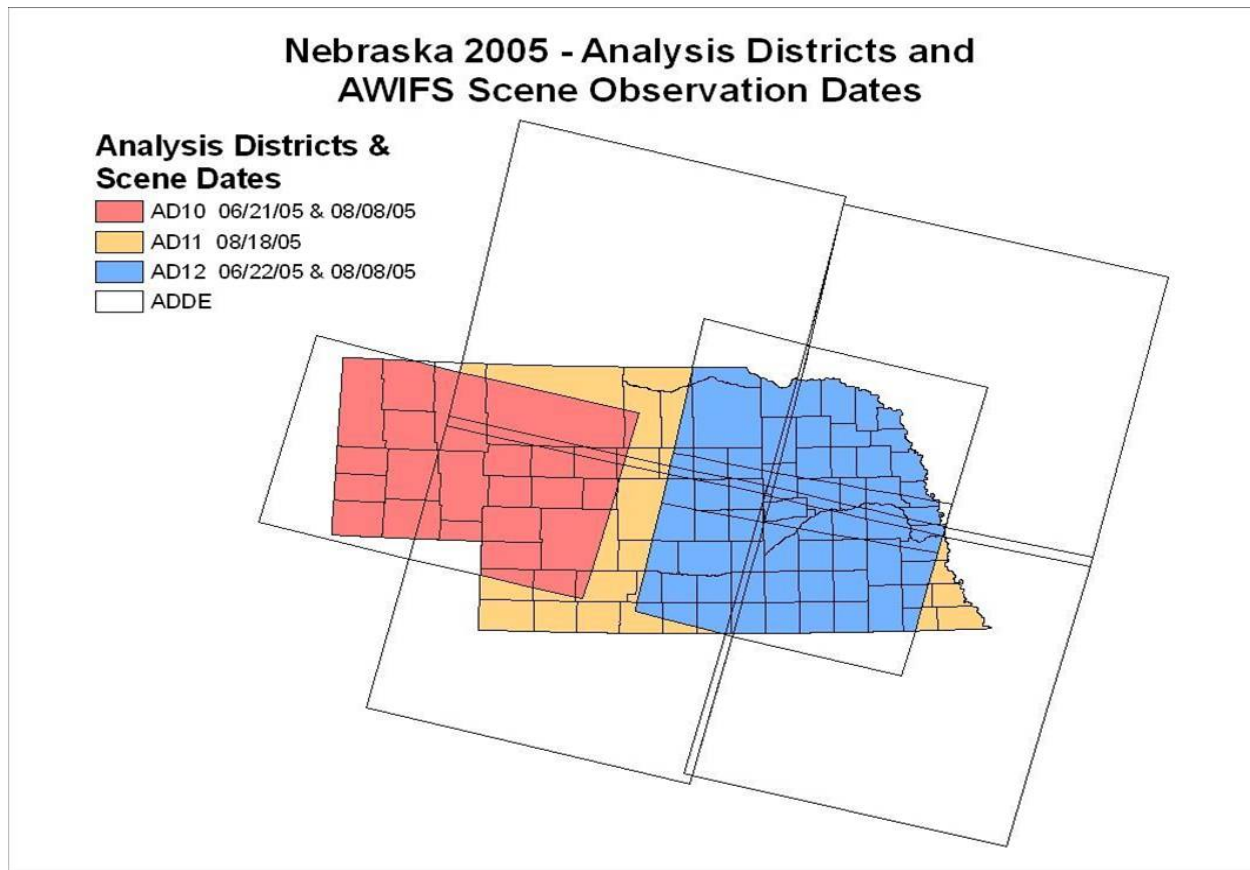 Nebraska 2005 - Analysis Districts and
AWIFS Scene Observation Dates
Analysis Districts &
Scene Dates
AD10 06/21/05 & 08/08/05
AD11 08/18/05
AD12 06/22/05 & 08/08/05
ADDE